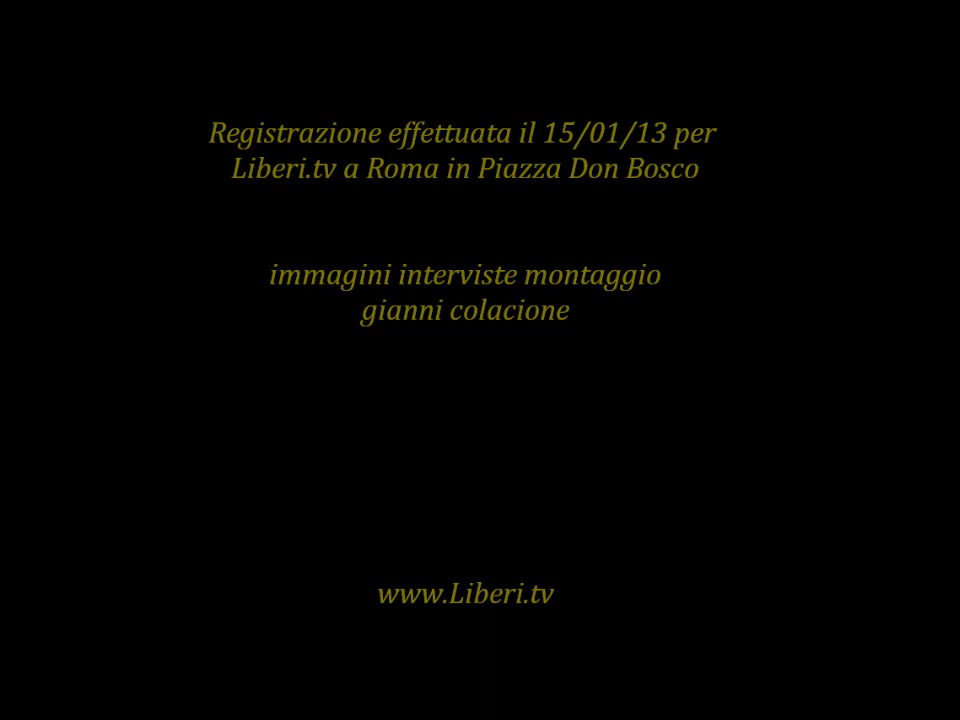 Registrazione effettuata il 15/01/13 per
Liberi.tv a Roma in Piazza Don Bosco
immagini interviste montaggio
gianni colacione
www.Liberi.tv